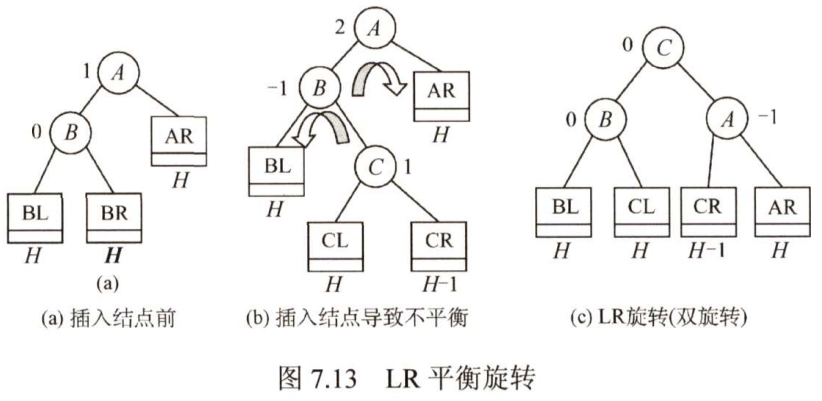 1 A
0 B
AR
H
BL
BR
H
H
(a)
(a) 插入结点前
2 A
-1 B
AR
H
BL
H
C 1
CL
CR
H
H-1
(b) 插入结点导致不平衡
0 C
0 B
A -1
BL
CL
CR
AR
H
H
H-1
H
(c) LR旋转(双旋转)
图 7.13 LR 平衡旋转